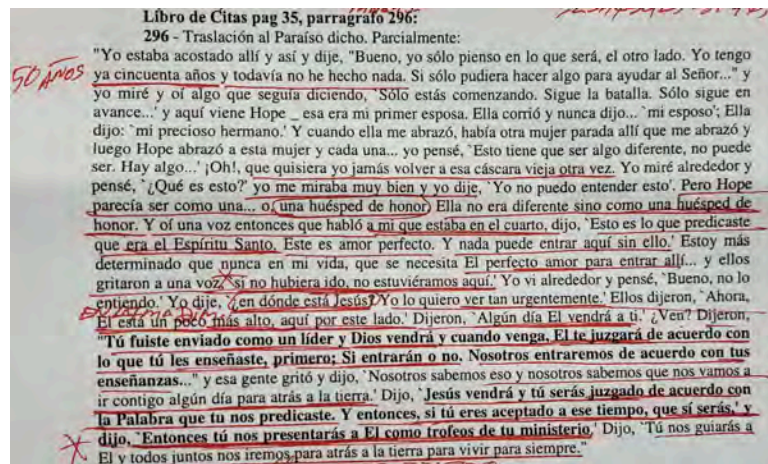 Libro de Citas pag 35, parragrafo 296:
296 - Traslación al Paraíso dicho. Parcialmente:
"Yo estaba acostado allí y así y dije, "Bueno, yo sólo pienso en lo que será, el otro lado. Yo tengo
50 AÑOS
ya cincuenta años y todavía no he hecho nada. Si sólo pudiera hacer algo para ayudar al Señor..." y
yo miré y oí algo que seguía diciendo, `Sólo estás comenzando. Sigue la batalla. Sólo sigue en
avance...' y aquí viene Hope _ esa era mi primer esposa. Ella corrió y nunca dijo... `mi esposo'; Ella
dijo: `mi precioso hermano.' Y cuando ella me abrazó, había otra mujer parada allí que me abrazó y
luego Hope abrazó a esta mujer y cada una... yo pensé, `Esto tiene que ser algo diferente, no puede
ser. Hay algo...' ¡Oh!, que quisiera yo jamás volver a esa cáscara vieja otra vez. Yo miré alrededor y
pensé, `¿Qué es esto?' yo me miraba muy bien y yo dije, `Yo no puedo entender esto'. Pero Hope
parecía ser como una... o, una huésped de honor. Ella no era diferente sino como una huésped de
honor. Y oí una voz entonces que habló a mi que estaba en el cuarto, dijo, `Esto es lo que predicaste
que era el Espíritu Santo. Este es amor perfecto. Y nada puede entrar aquí sin ello.' Estoy más
determinado que nunca en mi vida, que se necesita El perfecto amor para entrar allí... y ellos
gritaron a una voz, `si no hubiera ido, no estuviéramos aquí.' Yo vi alrededor y pensé, `Bueno, no lo
entiendo.' Yo dije, `¿en dónde está Jesús? Yo lo quiero ver tan urgentemente.' Ellos dijeron, `Ahora,
El está un poco más alto, aquí por este lado.' Dijeron, `Algún día El vendrá a ti.' ¿Ven? Dijeron,
"Tú fuiste enviado como un líder y Dios vendrá y cuando venga, El te juzgará de acuerdo con
lo que tú les enseñaste, primero; Si entrarán o no. Nosotros entraremos de acuerdo con tus
enseñanzas..." y esa gente gritó y dijo, `Nosotros sabemos eso y nosotros sabemos que nos vamos a
ir contigo algún día para atrás a la tierra.' Dijo, `Jesús vendrá y tú serás juzgado de acuerdo con
la Palabra que tu nos predicaste. Y entonces, si tú eres aceptado a ese tiempo, que sí serás,' y
dijo, `Entonces tú nos presentarás a El como trofeos de tu ministerio.' Dijo, `Tú nos guiarás a
El y todos juntos nos iremos para atrás a la tierra para vivir para siempre."